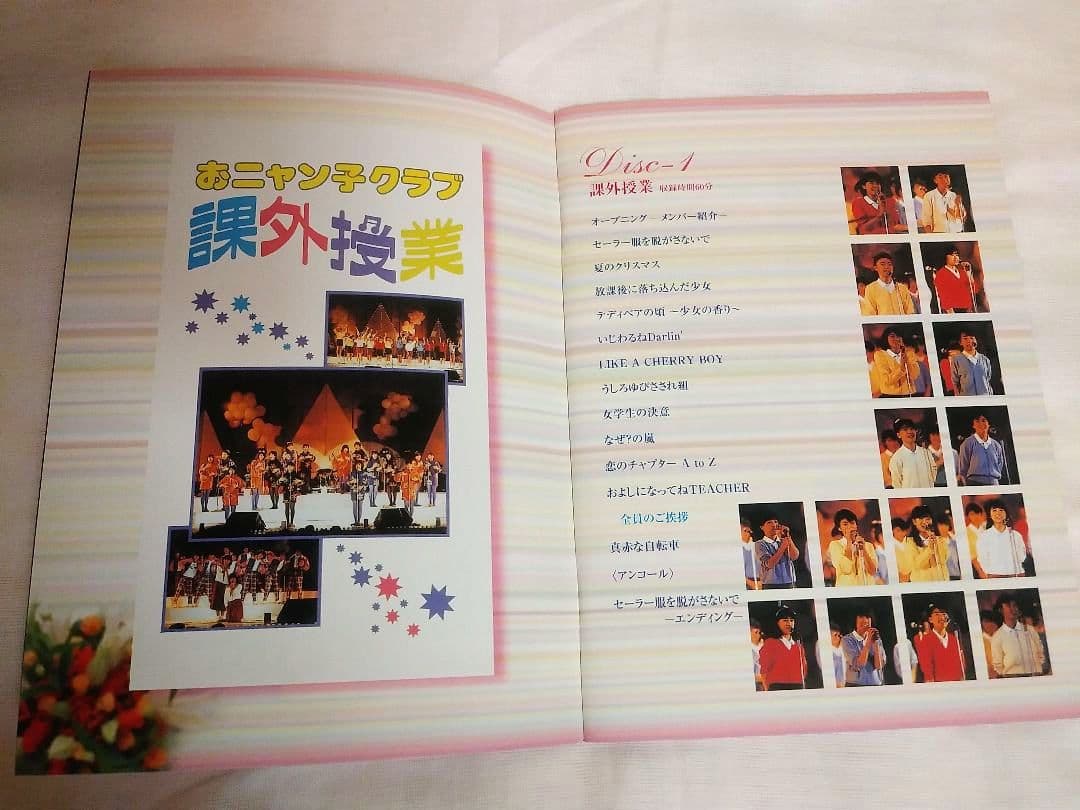 おニャン子クラブ
課外授業
Disc-1
課外授業 収録時間60分
オープニング ―メンバー紹介―
セーラー服を脱がさないで
夏のクリスマス
放課後に落ち込んだ少女
テディベアの頃 ～少女の香り～
いじわるねDarlin'
LIKE A CHERRY BOY
うしろゆびさされ組
女学生の決意
なぜ?の嵐
恋のチャプター A to Z
およしになってねTEACHER
全員のご挨拶
真赤な自転車
〈アンコール〉
セーラー服を脱がさないで
―エンディング―